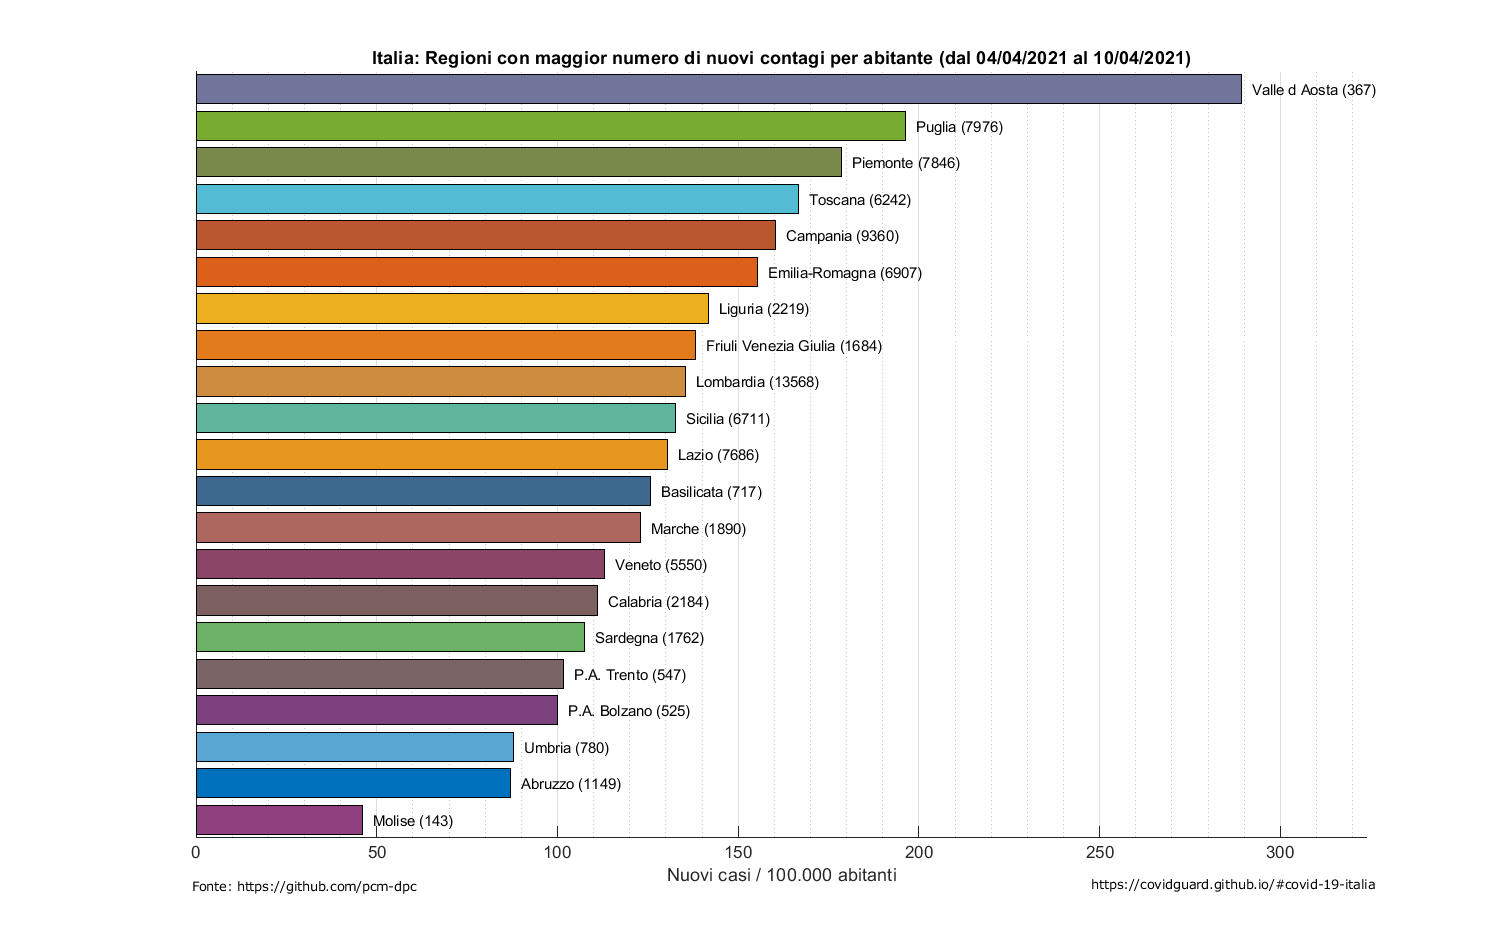 Italia: Regioni con maggior numero di nuovi contagi per abitante (dal 04/04/2021 al 10/04/2021)
Valle d Aosta (367)
Puglia (7976)
Piemonte (7846)
Toscana (6242)
Campania (9360)
Emilia-Romagna (6907)
Liguria (2219)
Friuli Venezia Giulia (1684)
Lombardia (13568)
Sicilia (6711)
Lazio (7686)
Basilicata (717)
Marche (1890)
Veneto (5550)
Calabria (2184)
Sardegna (1762)
P.A. Trento (547)
P.A. Bolzano (525)
Umbria (780)
Abruzzo (1149)
Molise (143)
0 50 100 150 200 250 300
Nuovi casi / 100.000 abitanti
Fonte: https://github.com/pcm-dpc
https://covidguard.github.io/#covid-19-italia